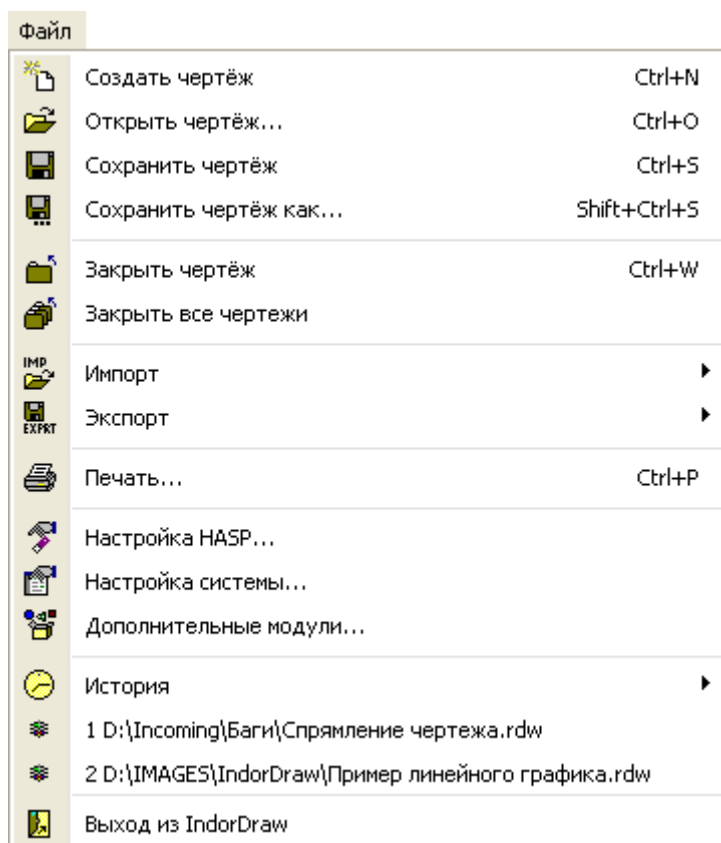 Файл
Создать чертёж Ctrl+N
Открыть чертёж... Ctrl+O
Сохранить чертёж Ctrl+S
Сохранить чертёж как... Shift+Ctrl+S
Закрыть чертёж Ctrl+W
Закрыть все чертежи
IMP Импорт
EXPRT Экспорт
Печать... Ctrl+P
Настройка HASP...
Настройка системы...
Дополнительные модули...
История
1 D:\Incoming\Баги\Спрямление чертежа.rdw
2 D:\IMAGES\IndorDraw\Пример линейного графика.rdw
Выход из IndorDraw